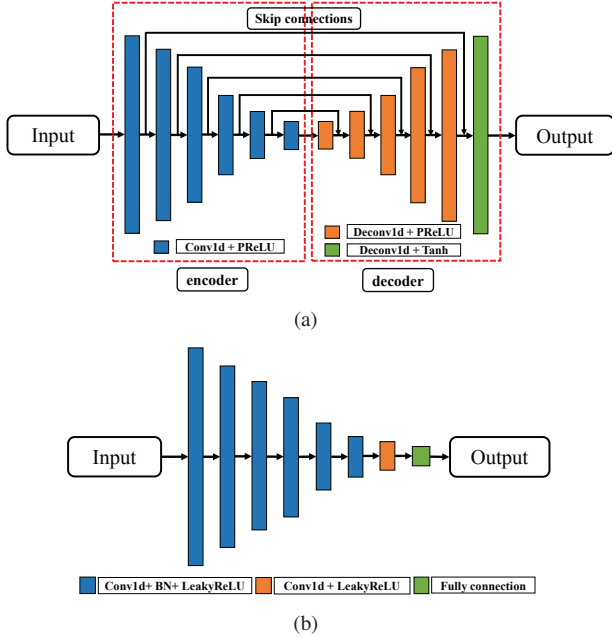 Skip connections
Input
Output
Conv1d + PReLU
Deconv1d + PReLU
Deconv1d + Tanh
encoder
decoder
(a)
Input
Output
Conv1d+ BN+ LeakyReLU
Conv1d + LeakyReLU
Fully connection
(b)